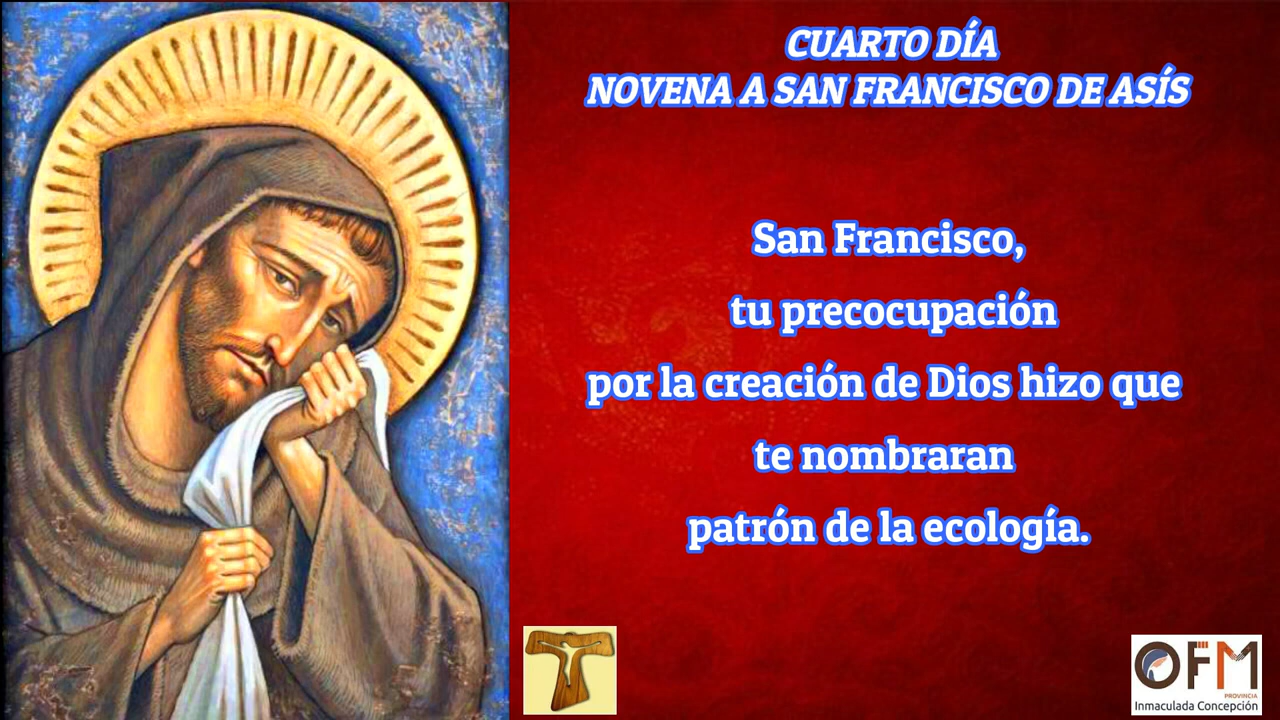 CUARTO DÍA
NOVENA A SAN FRANCISCO DE ASÍS
San Francisco,
tu precocupación
por la creación de Dios hizo que
te nombraran
patrón de la ecología.
OFM
PROVINCIA
Inmaculada Concepción